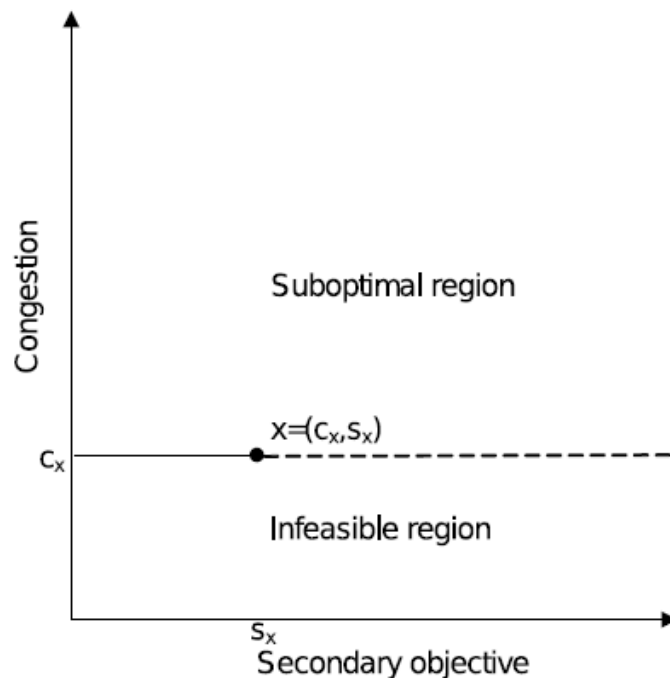 Congestion
Suboptimal region
x=(cₓ,sₓ)
cₓ
Infeasible region
sₓ
Secondary objective